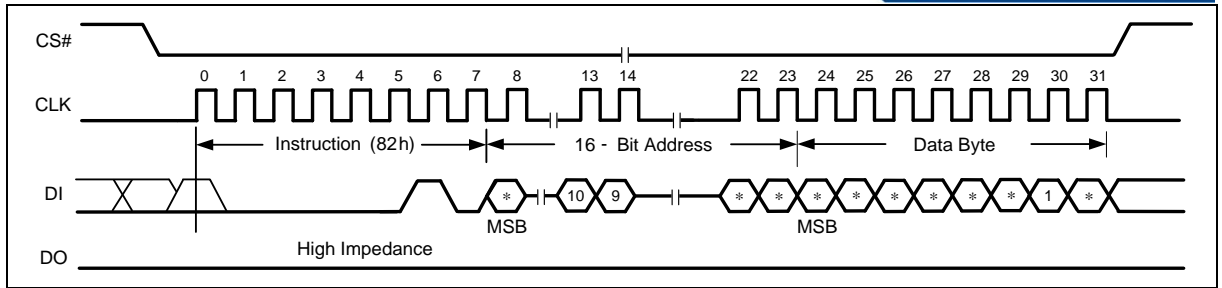 CS#
0 1 2 3 4 5 6 7 8 13 14 22 23 24 25 26 27 28 29 30 31
CLK
Instruction (82h) 16 - Bit Address Data Byte
DI * 10 9 * * * * * * * * 1 *
MSB MSB
High Impedance
DO